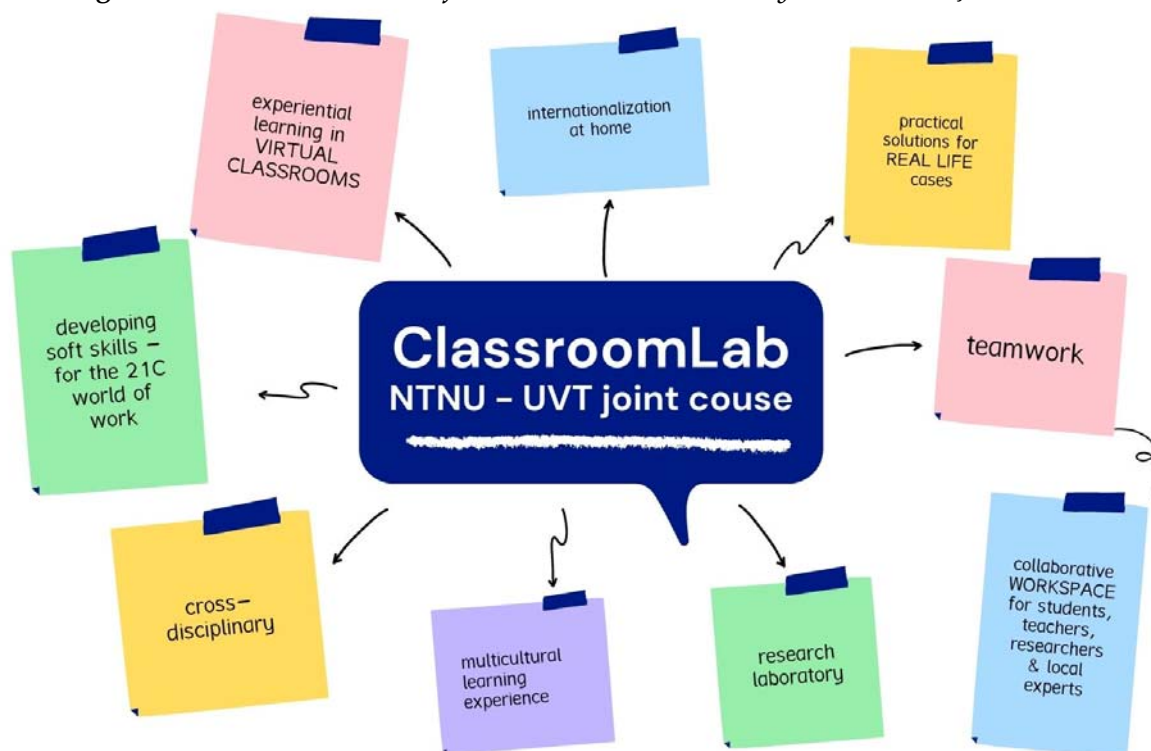 experiential
learning in
VIRTUAL
CLASSROOMS
internationalization
at home
practical
solutions for
REAL LIFE
cases
developing
soft skills –
for the 21C
world of
work
ClassroomLab
NTNU – UVT joint couse
teamwork
cross–
disciplinary
multicultural
learning
experience
research
laboratory
collaborative
WORKSPACE
for students,
teachers,
researchers
& local
experts